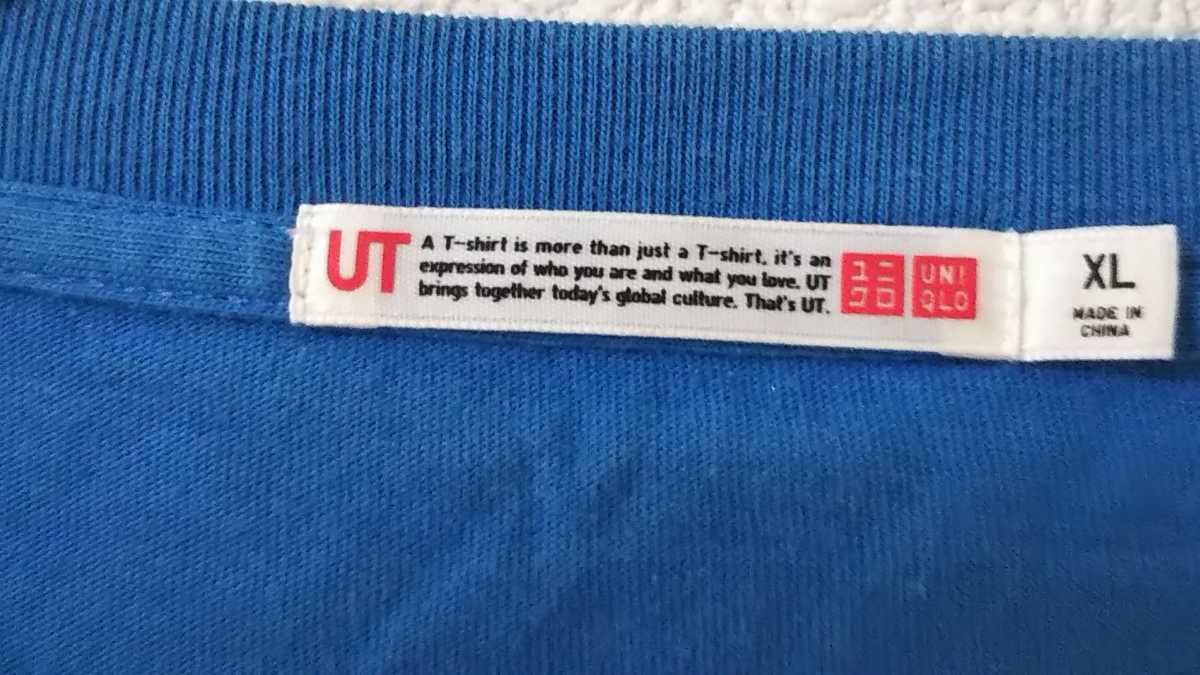 UT
A T-shirt is more than just a T-shirt, it's an
expression of who you are and what you love. UT
brings together today's global culture. That's UT.
ユニ
クロ
UNI
QLO
XL
MADE IN
CHINA